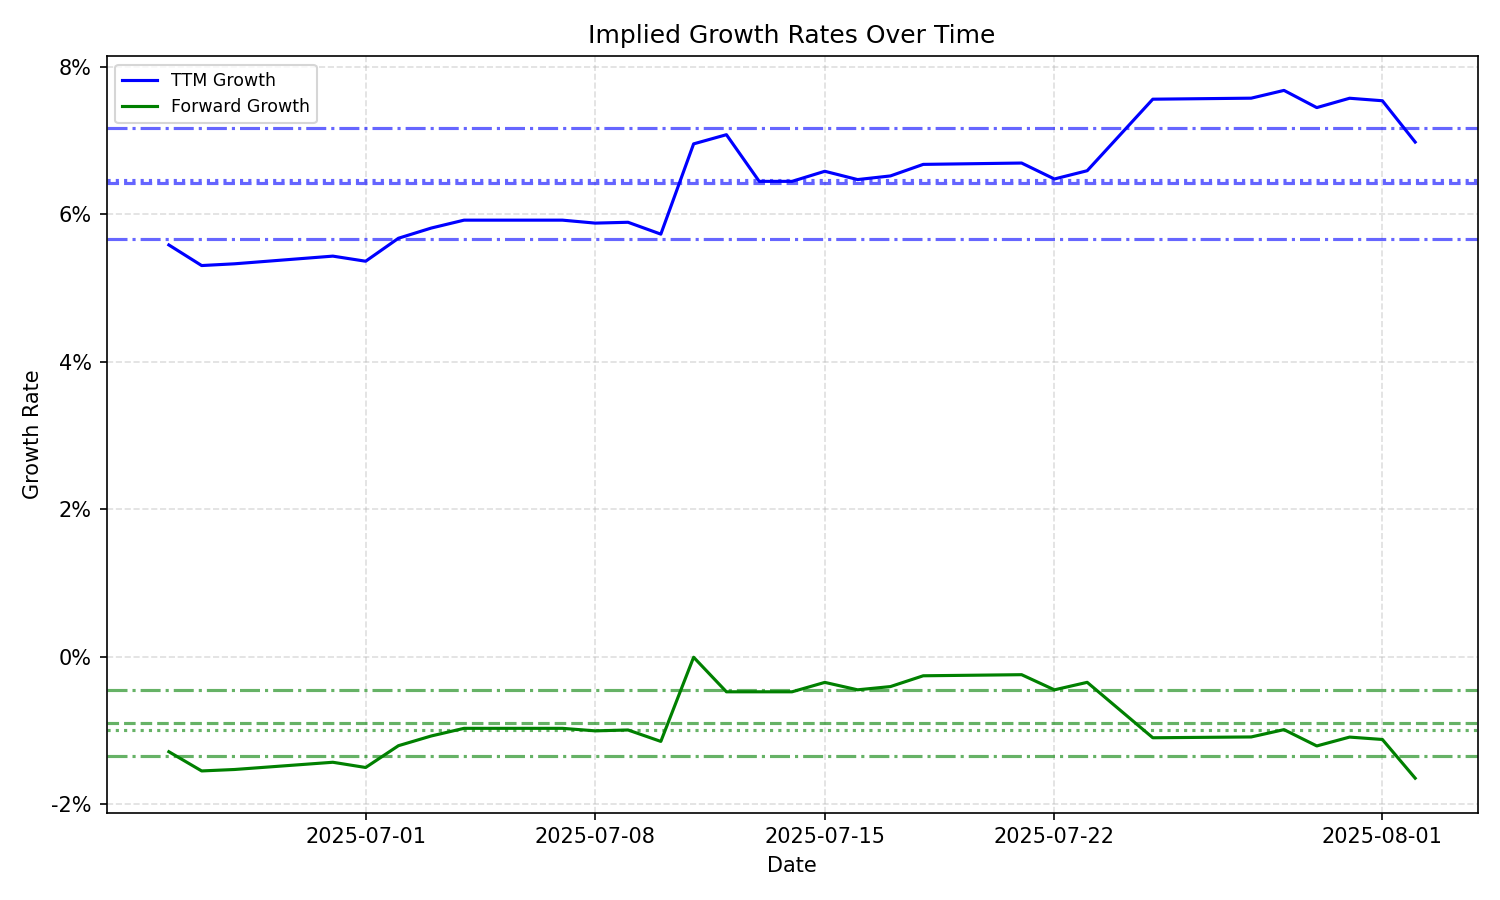 Implied Growth Rates Over Time
TTM Growth
Forward Growth
8%
6%
4%
2%
0%
-2%
Growth Rate
2025-07-01
2025-07-08
2025-07-15
2025-07-22
2025-08-01
Date